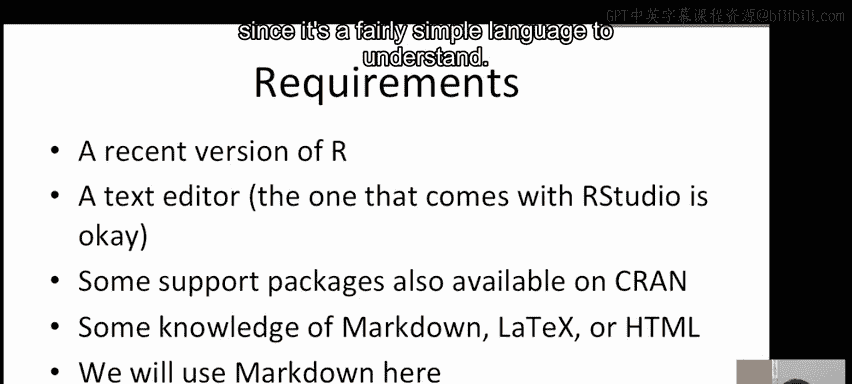 GPT中英字幕课程资源@bilibili.com
since it's a fairly simple language to
understand.
Requirements
• A recent version of R
• A text editor (the one that comes with RStudio is
okay)
• Some support packages also available on CRAN
• Some knowledge of Markdown, LaTeX, or HTML
• We will use Markdown here